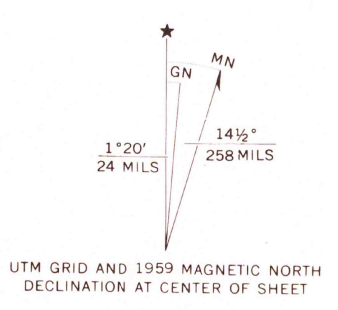 ★
GN
MN
1°20'
24 MILS
14½°
258 MILS
UTM GRID AND 1959 MAGNETIC NORTH
DECLINATION AT CENTER OF SHEET